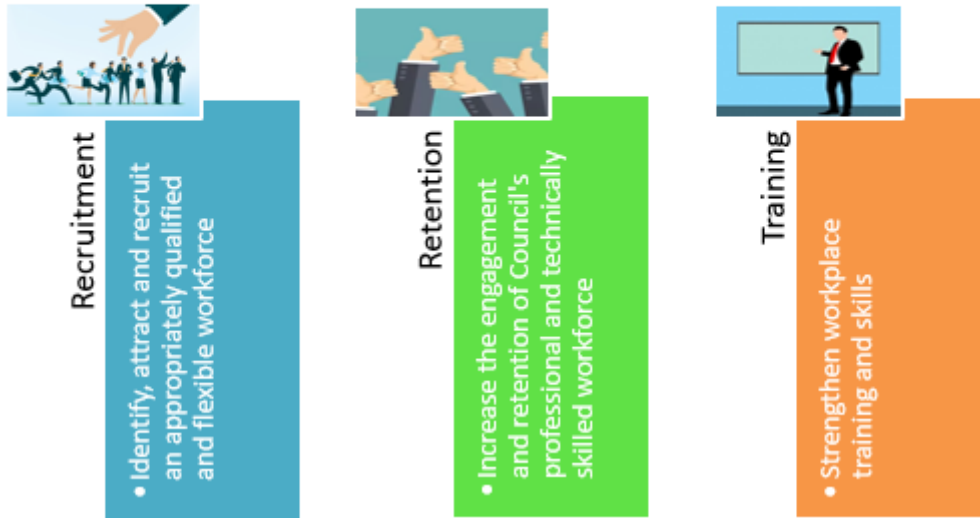 Recruitment
• Identify, attract and recruit
an appropriately qualified
and flexible workforce
Retention
• Increase the engagement
and retention of Council's
professional and technically
skilled workforce
Training
• Strengthen workplace
training and skills